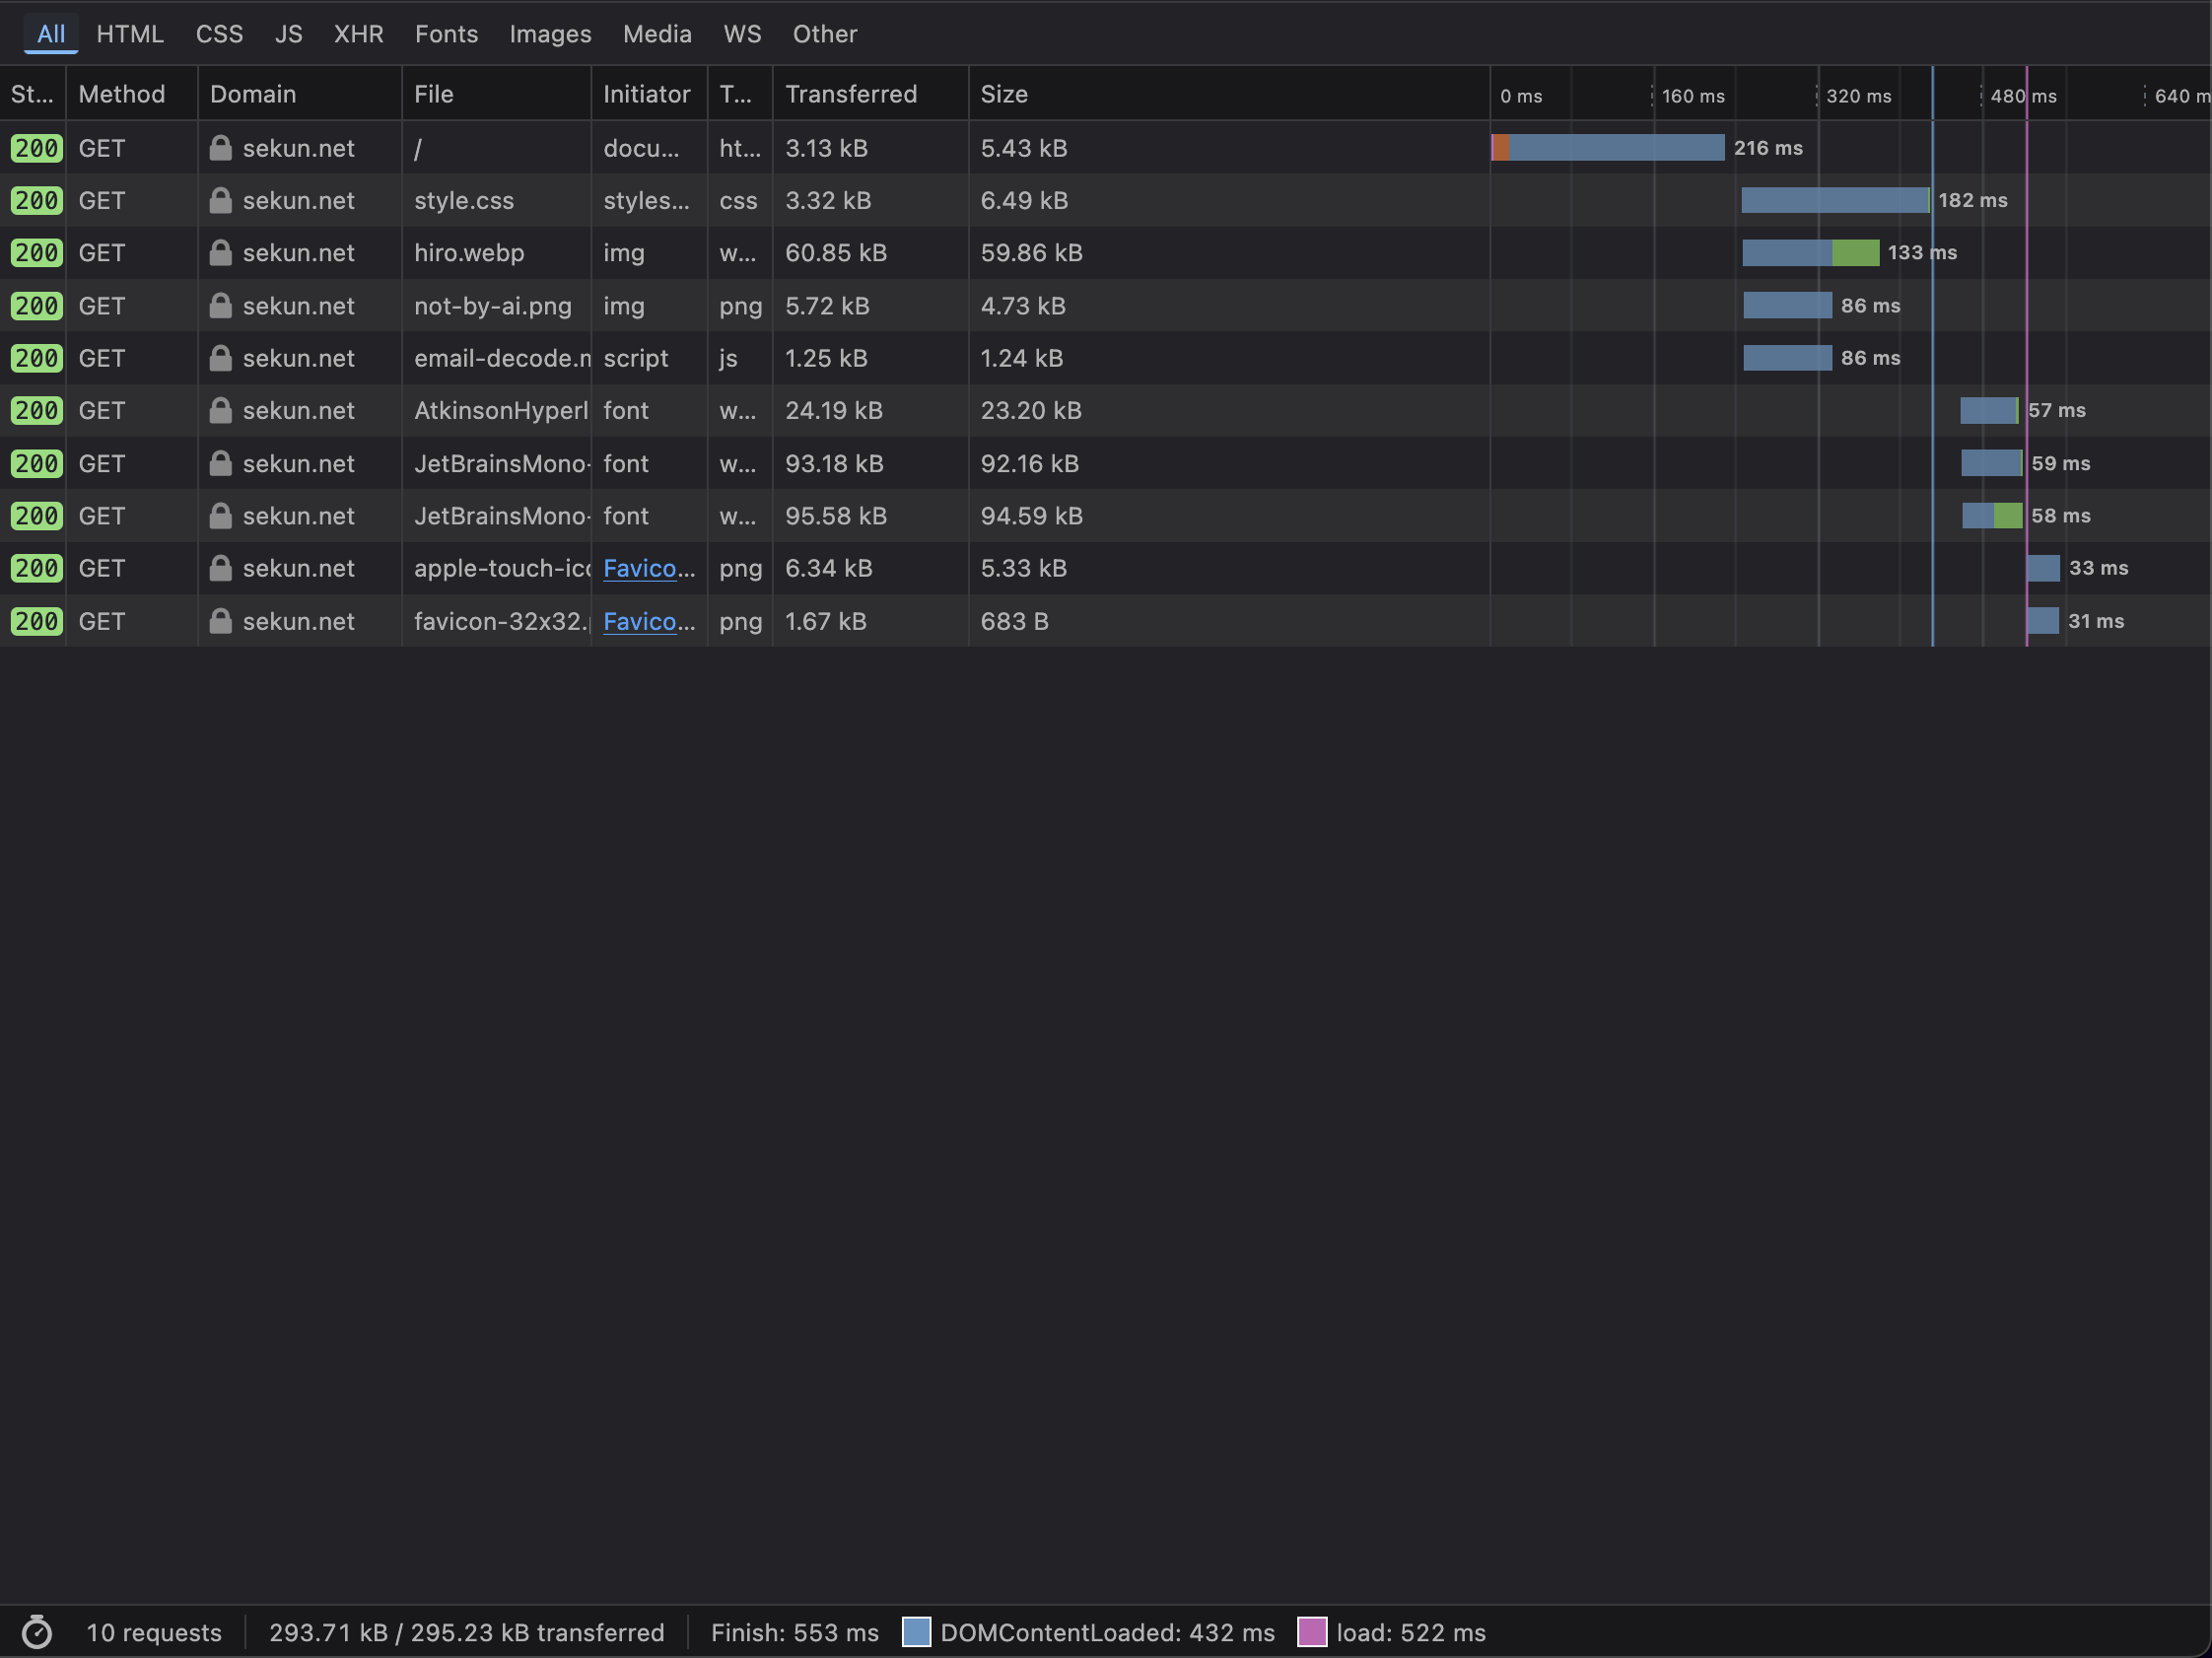 All HTML CSS JS XHR Fonts Images Media WS Other
St... Method Domain File Initiator T... Transferred Size 0 ms 160 ms 320 ms 480 ms 640 m
200 GET sekun.net / docu... ht... 3.13 kB 5.43 kB 216 ms
200 GET sekun.net style.css styles... css 3.32 kB 6.49 kB 182 ms
200 GET sekun.net hiro.webp img w... 60.85 kB 59.86 kB 133 ms
200 GET sekun.net not-by-ai.png img png 5.72 kB 4.73 kB 86 ms
200 GET sekun.net email-decode.m script js 1.25 kB 1.24 kB 86 ms
200 GET sekun.net AtkinsonHyperl font w... 24.19 kB 23.20 kB 57 ms
200 GET sekun.net JetBrainsMono- font w... 93.18 kB 92.16 kB 59 ms
200 GET sekun.net JetBrainsMono- font w... 95.58 kB 94.59 kB 58 ms
200 GET sekun.net apple-touch-ico Favico... png 6.34 kB 5.33 kB 33 ms
200 GET sekun.net favicon-32x32.p Favico... png 1.67 kB 683 B 31 ms
10 requests 293.71 kB / 295.23 kB transferred Finish: 553 ms DOMContentLoaded: 432 ms load: 522 ms